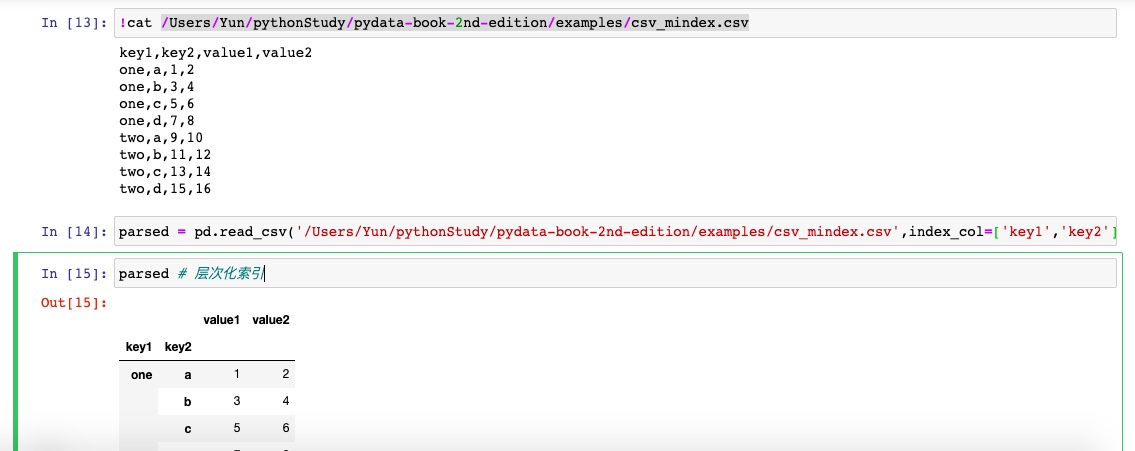 In [13]: !cat /Users/Yun/pythonStudy/pydata-book-2nd-edition/examples/csv_mindex.csv
key1,key2,value1,value2
one,a,1,2
one,b,3,4
one,c,5,6
one,d,7,8
two,a,9,10
two,b,11,12
two,c,13,14
two,d,15,16
In [14]: parsed = pd.read_csv('/Users/Yun/pythonStudy/pydata-book-2nd-edition/examples/csv_mindex.csv',index_col=['key1','key2']
In [15]: parsed # 层次化索引
Out[15]:
value1 value2
key1 key2
one a 1 2
b 3 4
c 5 6